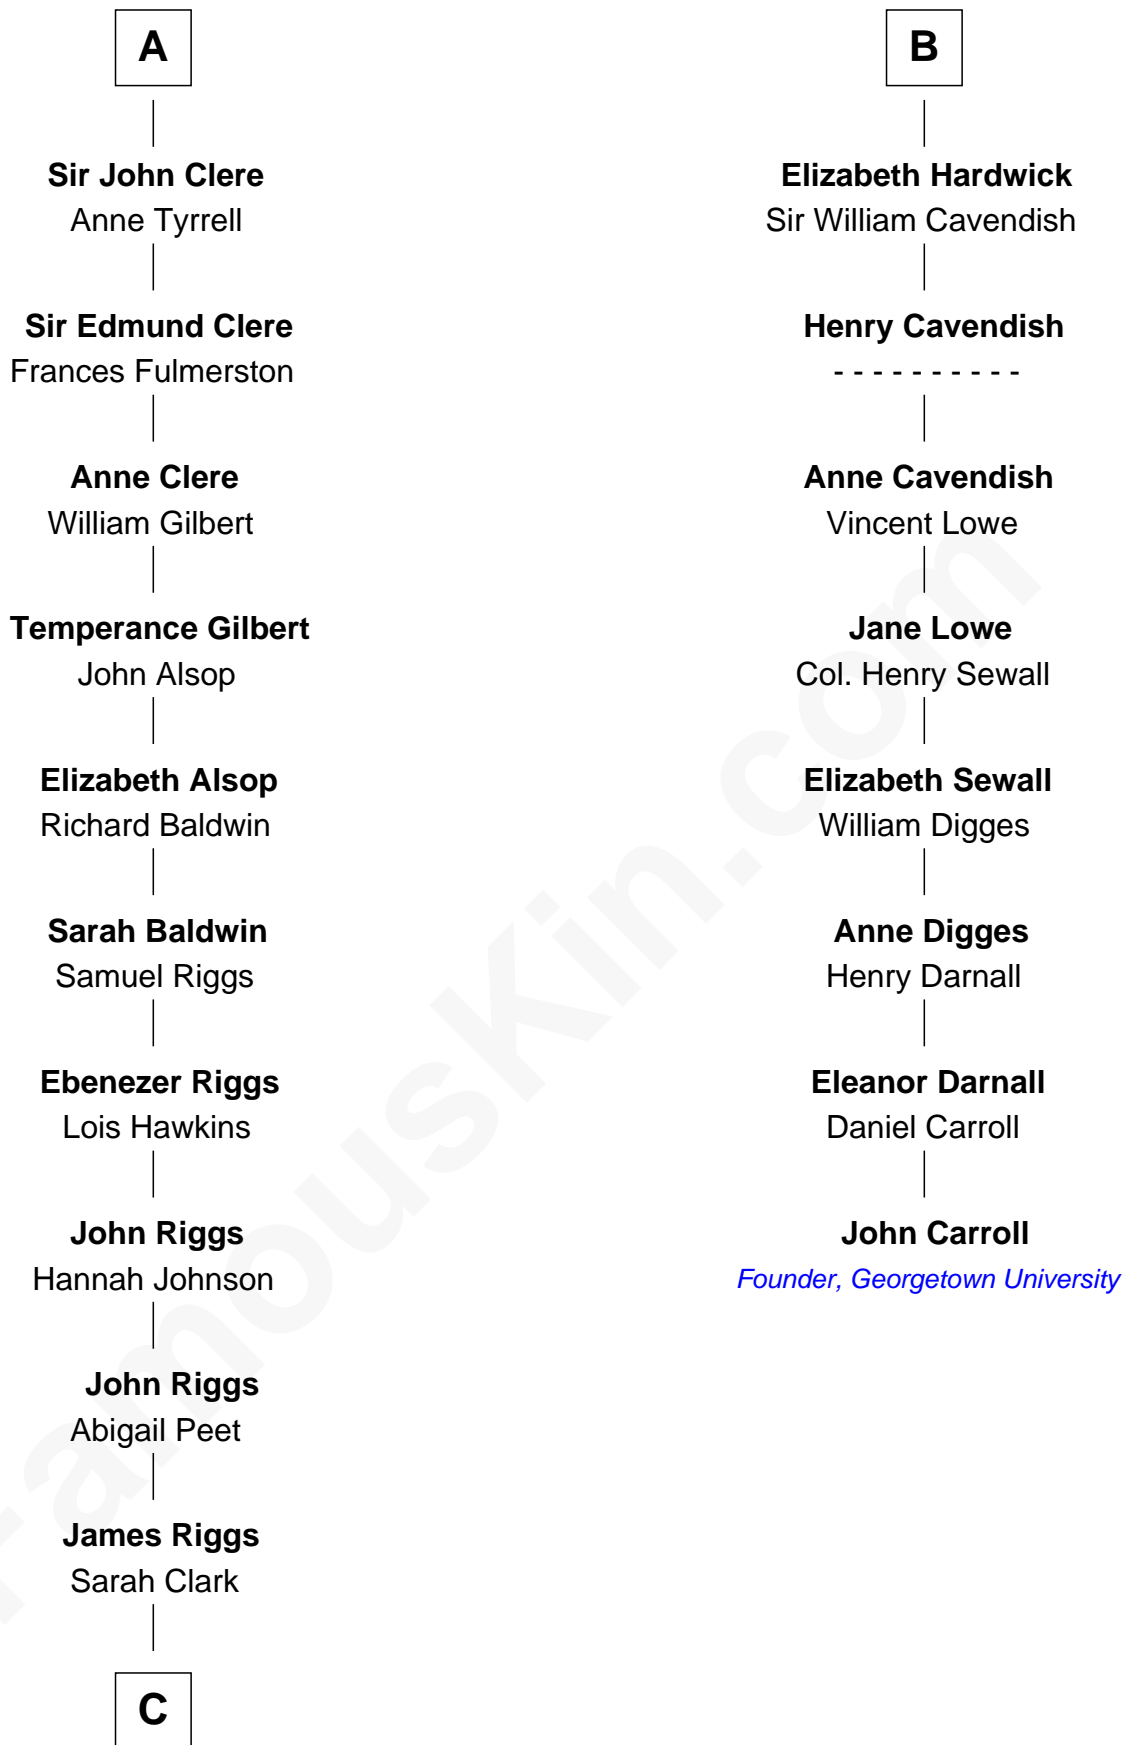 A
Sir John Clere
Anne Tyrrell
Sir Edmund Clere
Frances Fulmerston
Anne Clere
William Gilbert
Temperance Gilbert
John Alsop
Elizabeth Alsop
Richard Baldwin
Sarah Baldwin
Samuel Riggs
Ebenezer Riggs
Lois Hawkins
John Riggs
Hannah Johnson
John Riggs
Abigail Peet
James Riggs
Sarah Clark
C
B
Elizabeth Hardwick
Sir William Cavendish
Henry Cavendish
- - - - - - - - - -
Anne Cavendish
Vincent Lowe
Jane Lowe
Col. Henry Sewall
Elizabeth Sewall
William Digges
Anne Digges
Henry Darnall
Eleanor Darnall
Daniel Carroll
John Carroll
Founder, Georgetown University
FamousKin.com